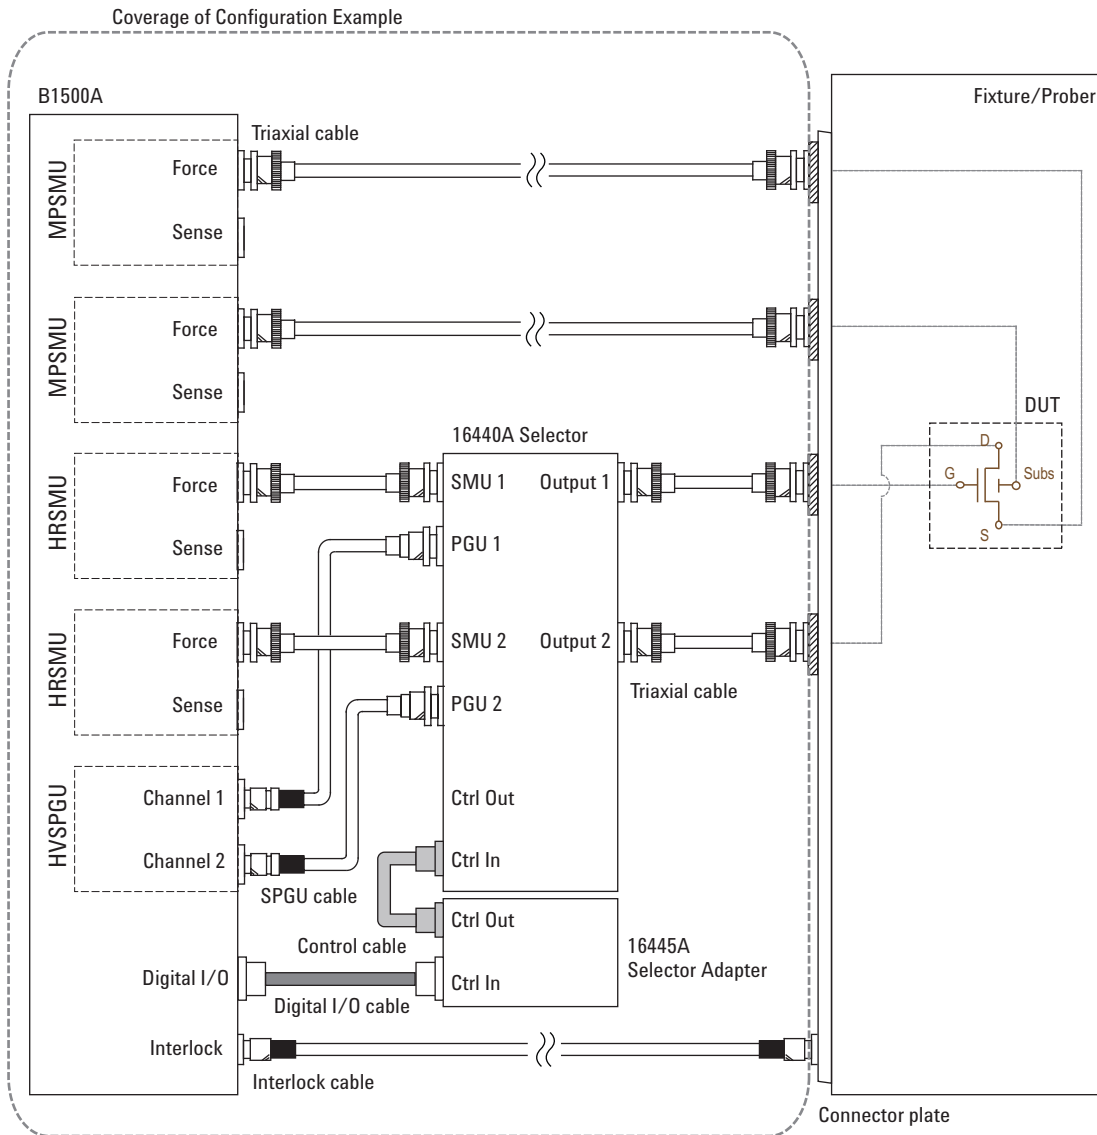 Coverage of Configuration Example
B1500A
Fixture/Prober
Triaxial cable
MPSMU
Force
Sense
MPSMU
Force
Sense
DUT
D
G
Subs
S
16440A Selector
HRSMU
Force
Sense
SMU 1
Output 1
PGU 1
HRSMU
Force
Sense
SMU 2
Output 2
PGU 2
Triaxial cable
HVSPGU
Channel 1
Channel 2
Ctrl Out
Ctrl In
SPGU cable
Ctrl Out
Control cable
16445A
Selector Adapter
Digital I/O
Ctrl In
Digital I/O cable
Interlock
Interlock cable
Connector plate